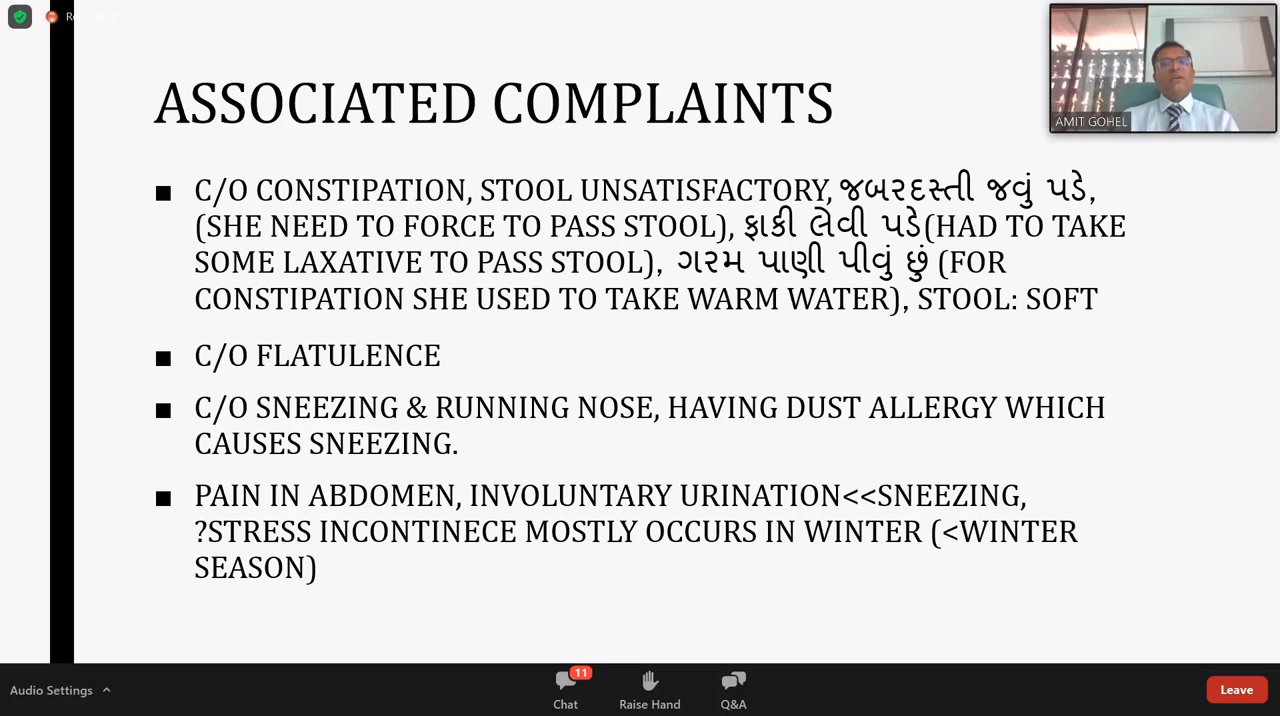 ASSOCIATED COMPLAINTS
■ C/O CONSTIPATION, STOOL UNSATISFACTORY, જબરદસ્તી જવું પડે,
(SHE NEED TO FORCE TO PASS STOOL), ફાકી લેવી પડે(HAD TO TAKE
SOME LAXATIVE TO PASS STOOL), ગરમ પાણી પીવું છું (FOR
CONSTIPATION SHE USED TO TAKE WARM WATER), STOOL: SOFT
■ C/O FLATULENCE
■ C/O SNEEZING & RUNNING NOSE, HAVING DUST ALLERGY WHICH
CAUSES SNEEZING.
■ PAIN IN ABDOMEN, INVOLUNTARY URINATION<<SNEEZING,
?STRESS INCONTINECE MOSTLY OCCURS IN WINTER (<WINTER
SEASON)
AMIT GOHEL
Audio Settings
11
Chat
Raise Hand
Q&A
Leave